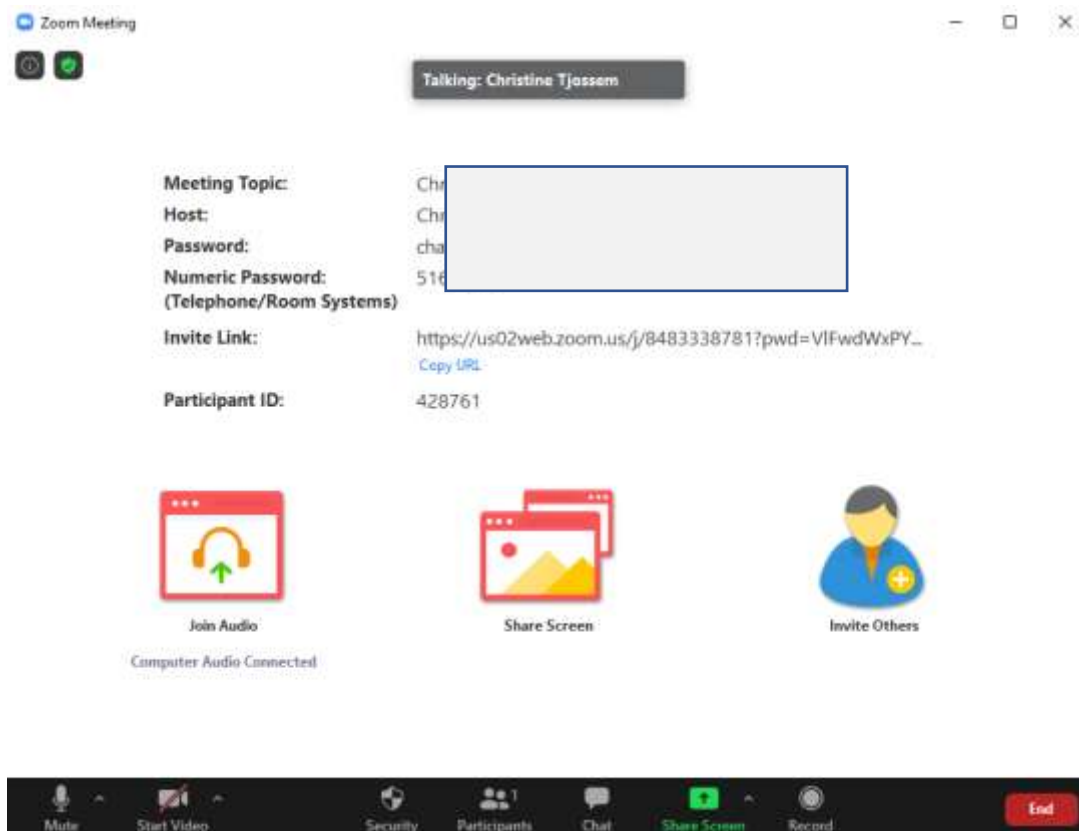 Zoom Meeting
Talking: Christine Tjossem
Meeting Topic: Chr
Host: Chr
Password: cha
Numeric Password: 516
(Telephone/Room Systems)
Invite Link: https://us02web.zoom.us/j/8483338781?pwd=VlFwdWxPY...
Copy URL
Participant ID: 428761
Join Audio Share Screen Invite Others
Computer Audio Connected
1
Mute Start Video Security Participants Chat Share Screen Record End